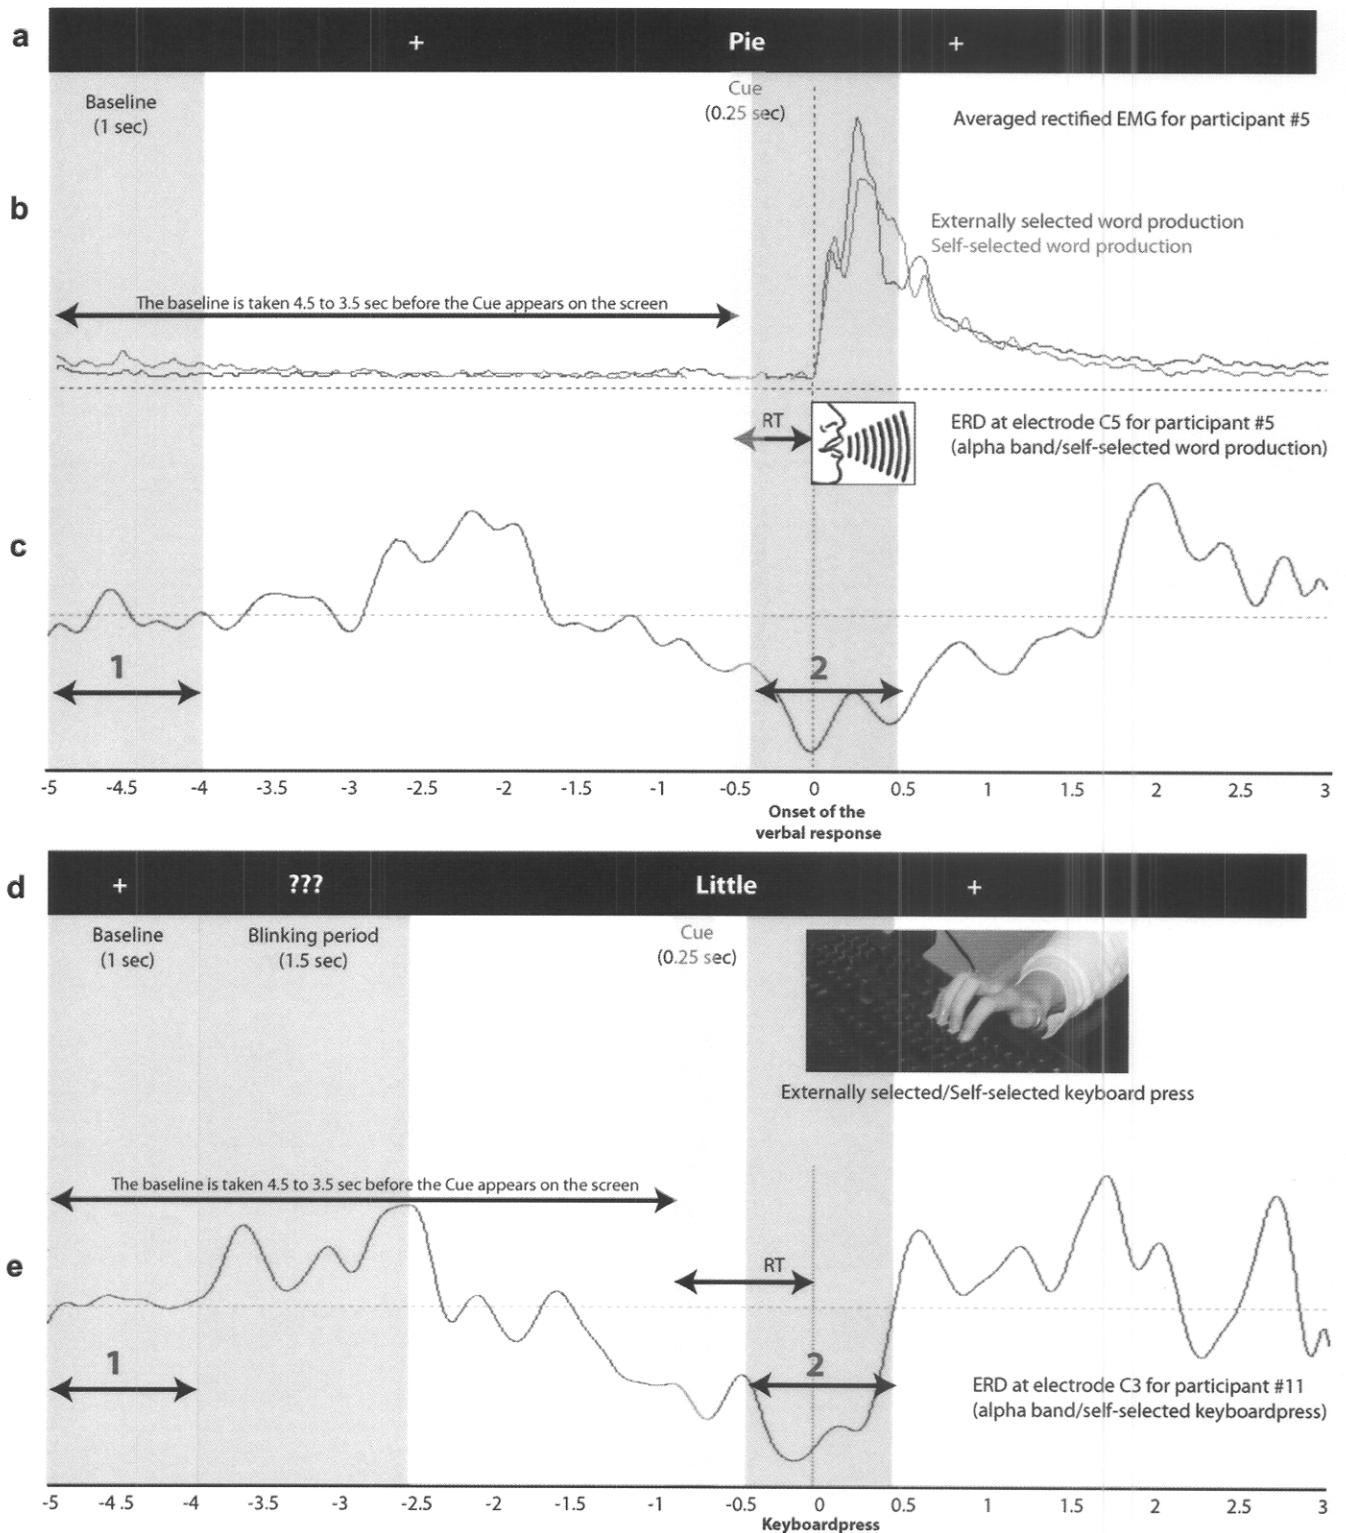 a
+ Pie +
Baseline
(1 sec)
Cue
(0.25 sec)
Averaged rectified EMG for participant #5
b
Externally selected word production
Self-selected word production
The baseline is taken 4.5 to 3.5 sec before the Cue appears on the screen
RT
ERD at electrode C5 for participant #5
(alpha band/self-selected word production)
c
1
2
-5 -4.5 -4 -3.5 -3 -2.5 -2 -1.5 -1 -0.5 0 0.5 1 1.5 2 2.5 3
Onset of the
verbal response
d
+ ??? Little +
Baseline
(1 sec)
Blinking period
(1.5 sec)
Cue
(0.25 sec)
Externally selected/Self-selected keyboard press
The baseline is taken 4.5 to 3.5 sec before the Cue appears on the screen
e
RT
1
2
ERD at electrode C3 for participant #11
(alpha band/self-selected keyboardpress)
-5 -4.5 -4 -3.5 -3 -2.5 -2 -1.5 -1 -0.5 0 0.5 1 1.5 2 2.5 3
Keyboardpress